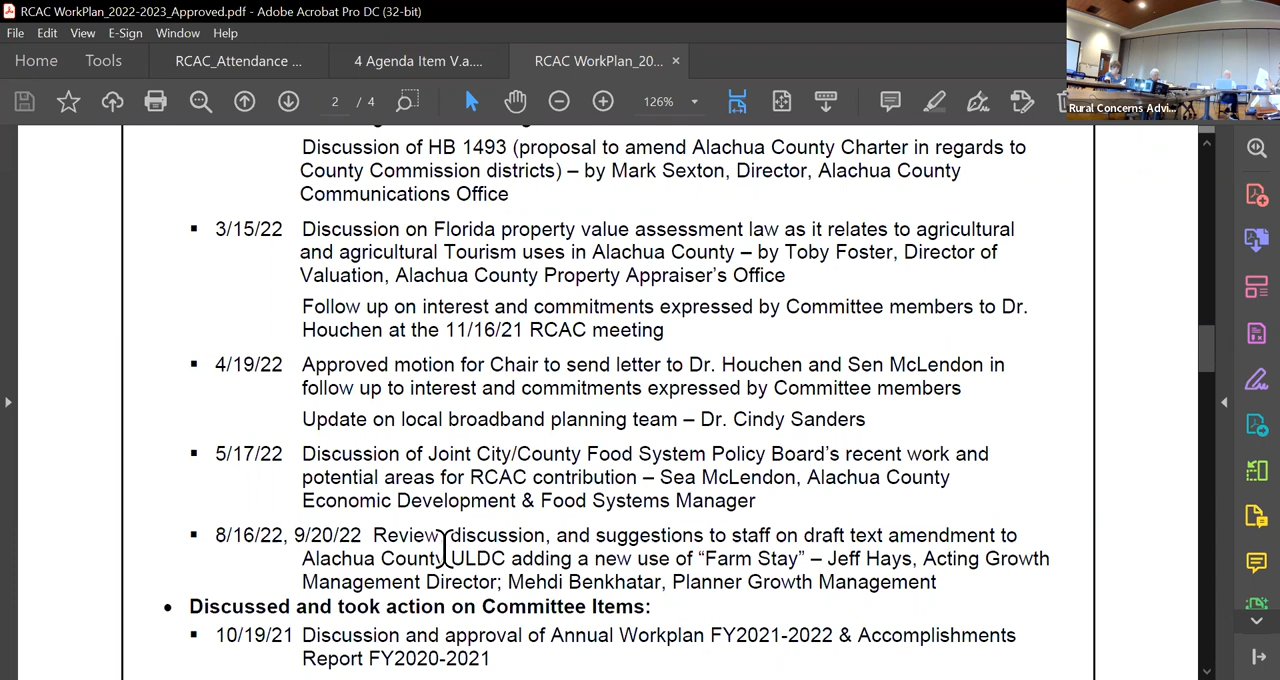 RCAC WorkPlan_2022-2023_Approved.pdf - Adobe Acrobat Pro DC (32-bit)
File Edit View E-Sign Window Help
Home Tools RCAC_Attendance ... 4 Agenda Item V.a.... RCAC WorkPlan_20... ×
2 / 4 126%
Rural Concerns Advi...
Discussion of HB 1493 (proposal to amend Alachua County Charter in regards to
County Commission districts) – by Mark Sexton, Director, Alachua County
Communications Office
▪ 3/15/22 Discussion on Florida property value assessment law as it relates to agricultural
and agricultural Tourism uses in Alachua County – by Toby Foster, Director of
Valuation, Alachua County Property Appraiser's Office
Follow up on interest and commitments expressed by Committee members to Dr.
Houchen at the 11/16/21 RCAC meeting
▪ 4/19/22 Approved motion for Chair to send letter to Dr. Houchen and Sen McLendon in
follow up to interest and commitments expressed by Committee members
Update on local broadband planning team – Dr. Cindy Sanders
▪ 5/17/22 Discussion of Joint City/County Food System Policy Board's recent work and
potential areas for RCAC contribution – Sea McLendon, Alachua County
Economic Development & Food Systems Manager
▪ 8/16/22, 9/20/22 Review, discussion, and suggestions to staff on draft text amendment to
Alachua County ULDC adding a new use of “Farm Stay” – Jeff Hays, Acting Growth
Management Director; Mehdi Benkhatar, Planner Growth Management
• Discussed and took action on Committee Items:
▪ 10/19/21 Discussion and approval of Annual Workplan FY2021-2022 & Accomplishments
Report FY2020-2021